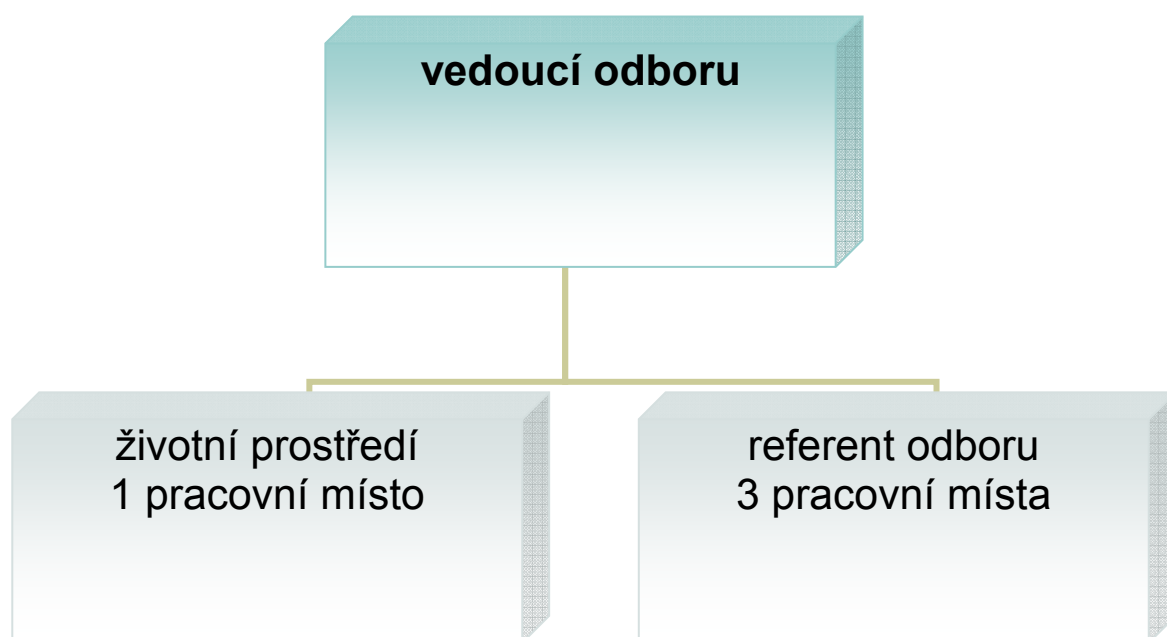 vedoucí odboru
životní prostředí
1 pracovní místo
referent odboru
3 pracovní místa